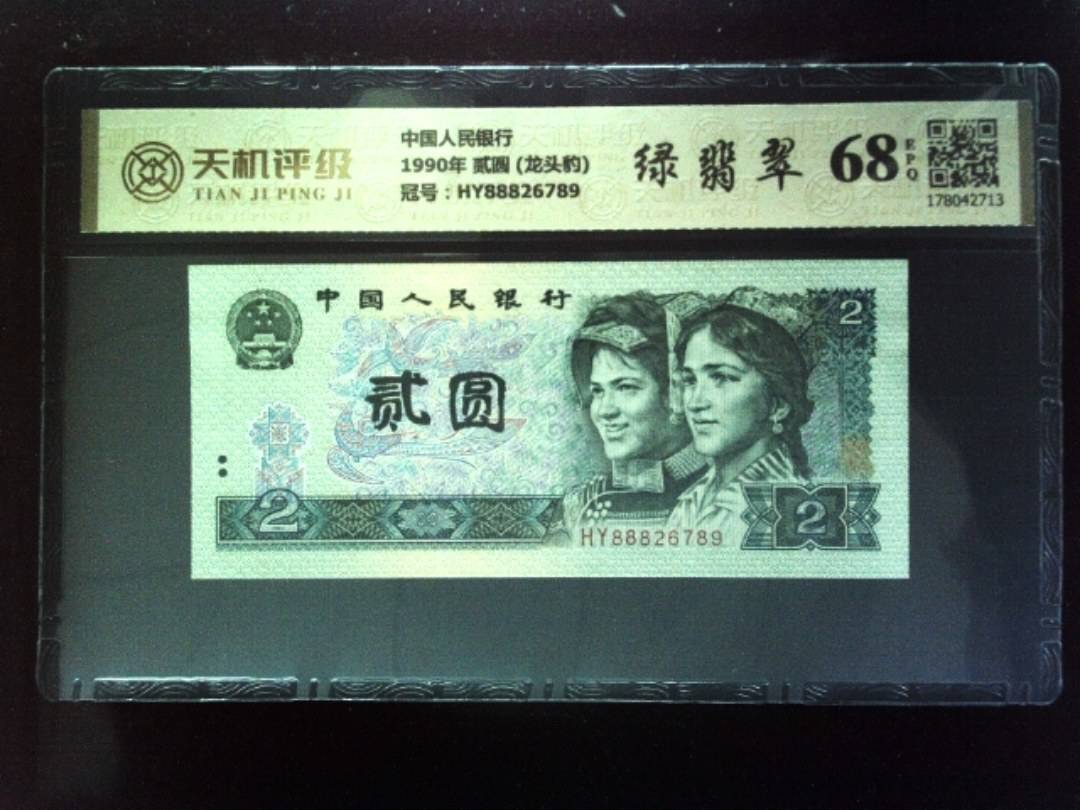 天机评级
TIAN JI PING JI
中国人民银行
1990年 贰圆 (龙头豹)
冠号：HY88826789
绿翡翠
68
EPQ
178042713
中国人民银行
2
贰圆
2
2
HY88826789